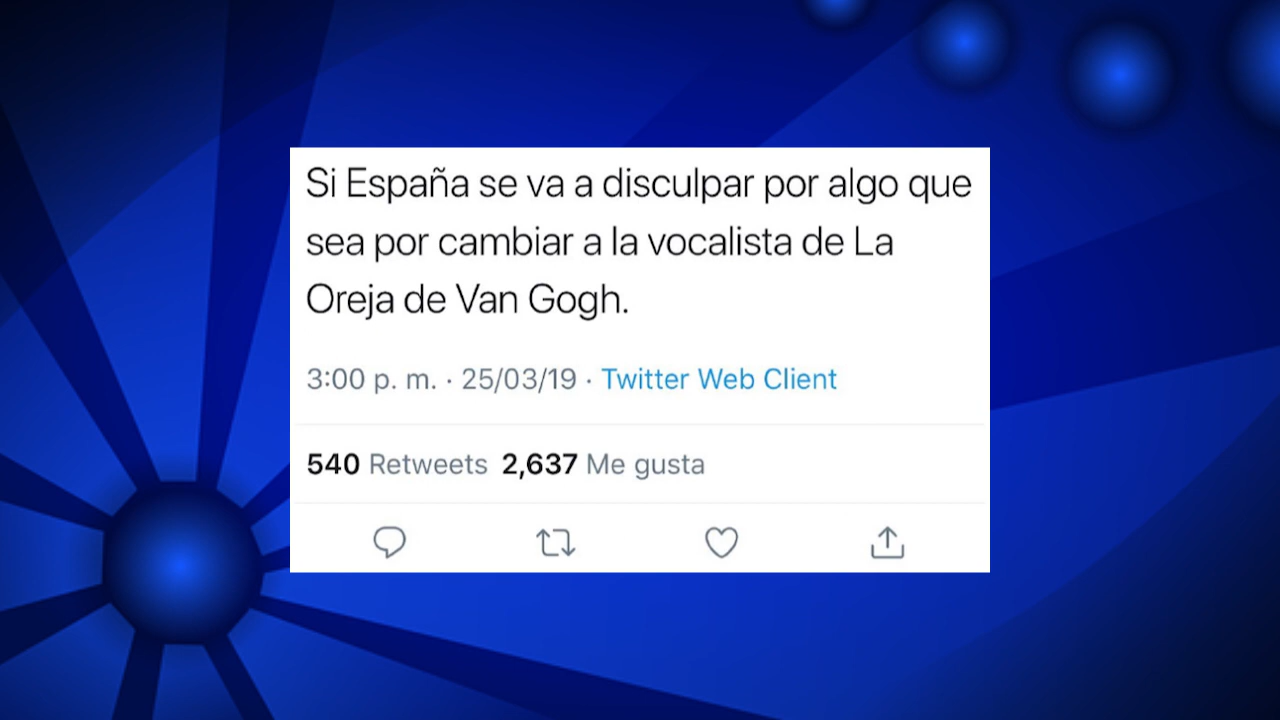 Si España se va a disculpar por algo que
sea por cambiar a la vocalista de La
Oreja de Van Gogh.
3:00 p. m. · 25/03/19 · Twitter Web Client
540 Retweets 2,637 Me gusta